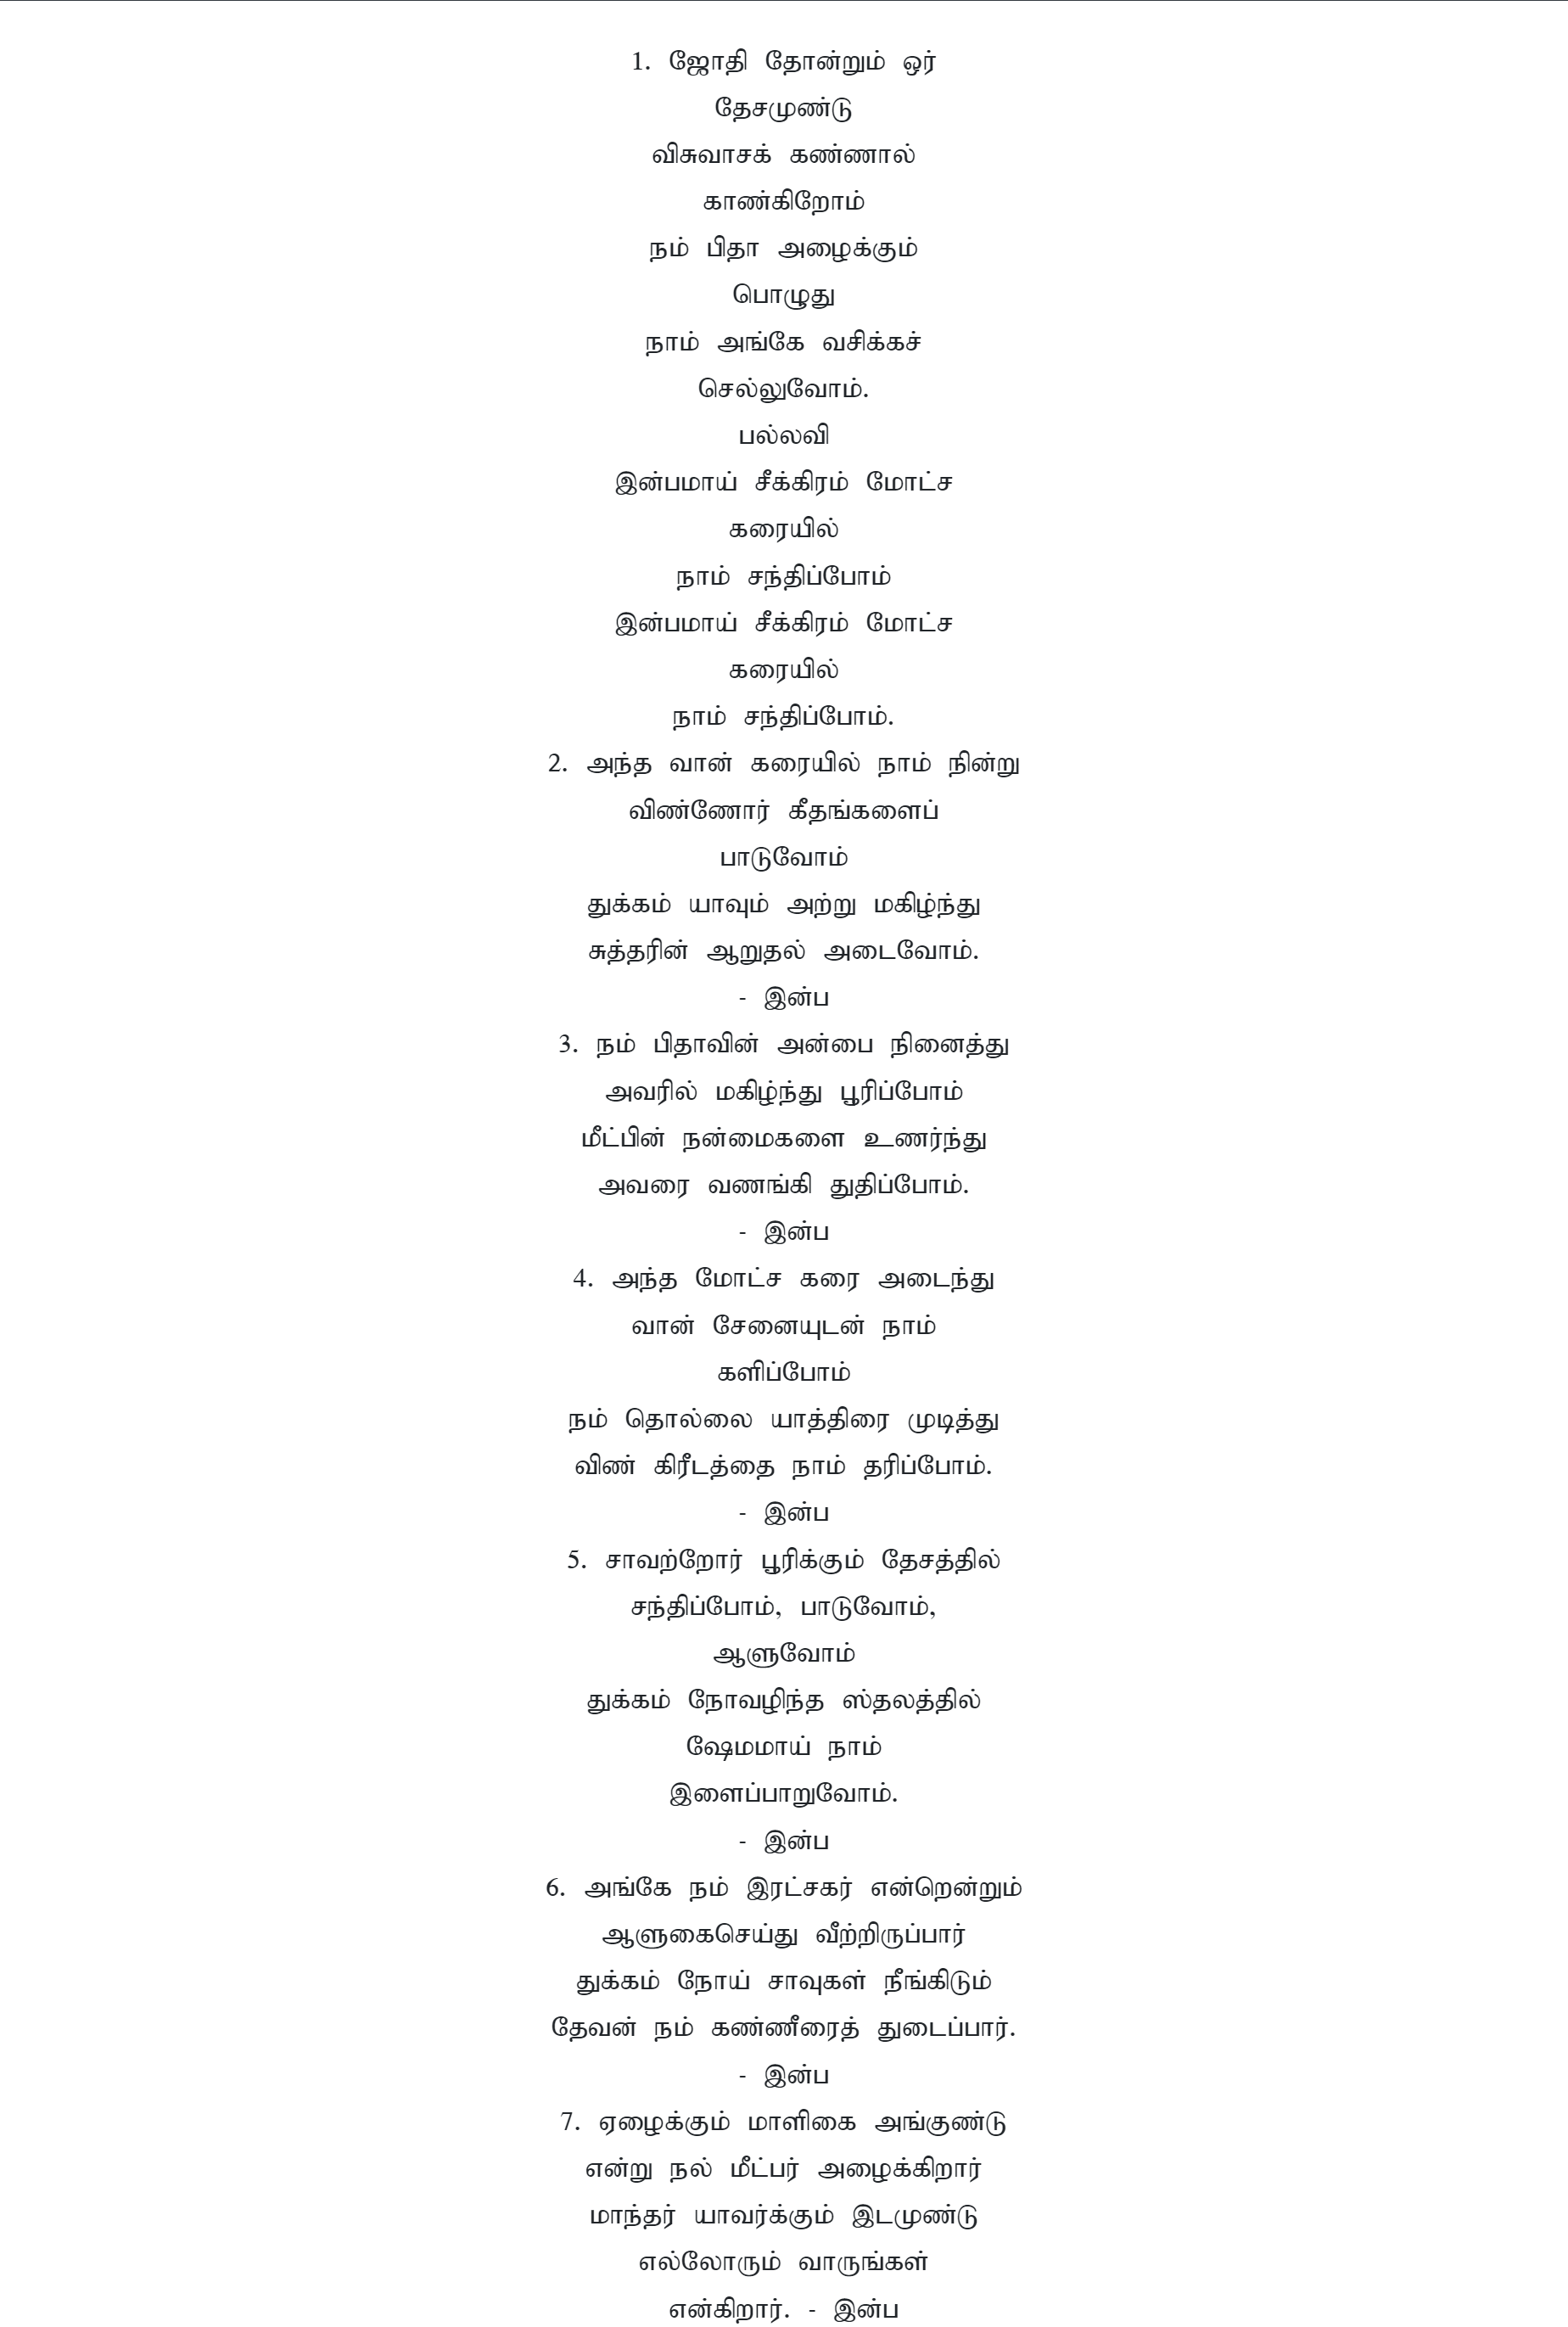 1. ஜோதி தோன்றும் ஒர்
தேசமுண்டு
விசுவாசக் கண்ணால்
காண்கிறோம்
நம் பிதா அழைக்கும்
பொழுது
நாம் அங்கே வசிக்கச்
செல்லுவோம்.
பல்லவி
இன்பமாய் சீக்கிரம் மோட்ச
கரையில்
நாம் சந்திப்போம்
இன்பமாய் சீக்கிரம் மோட்ச
கரையில்
நாம் சந்திப்போம்.
2. அந்த வான் கரையில் நாம் நின்று
விண்ணோர் கீதங்களைப்
பாடுவோம்
துக்கம் யாவும் அற்று மகிழ்ந்து
சுத்தரின் ஆறுதல் அடைவோம்.
- இன்ப
3. நம் பிதாவின் அன்பை நினைத்து
அவரில் மகிழ்ந்து பூரிப்போம்
மீட்பின் நன்மைகளை உணர்ந்து
அவரை வணங்கி துதிப்போம்.
- இன்ப
4. அந்த மோட்ச கரை அடைந்து
வான் சேனையுடன் நாம்
களிப்போம்
நம் தொல்லை யாத்திரை முடித்து
விண் கிரீடத்தை நாம் தரிப்போம்.
- இன்ப
5. சாவற்றோர் பூரிக்கும் தேசத்தில்
சந்திப்போம், பாடுவோம்,
ஆளுவோம்
துக்கம் நோவழிந்த ஸ்தலத்தில்
ஷேமமாய் நாம்
இளைப்பாறுவோம்.
- இன்ப
6. அங்கே நம் இரட்சகர் என்றென்றும்
ஆளுகைசெய்து வீற்றிருப்பார்
துக்கம் நோய் சாவுகள் நீங்கிடும்
தேவன் நம் கண்ணீரைத் துடைப்பார்.
- இன்ப
7. ஏழைக்கும் மாளிகை அங்குண்டு
என்று நல் மீட்பர் அழைக்கிறார்
மாந்தர் யாவர்க்கும் இடமுண்டு
எல்லோரும் வாருங்கள்
என்கிறார். - இன்ப